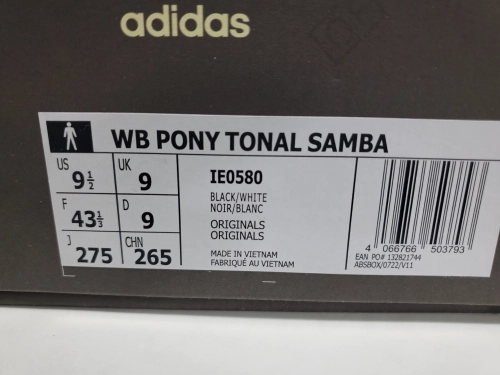 adidas
WB PONY TONAL SAMBA
US 9½ UK 9
F 43⅓ D 9
J 275 CHN 265
IE0580
BLACK/WHITE
NOIR/BLANC
ORIGINALS
ORIGINALS
MADE IN VIETNAM
FABRIQUÉ AU VIETNAM
4 066766 503793
EAN PO# 132821744
ABSBOX/0722/V11